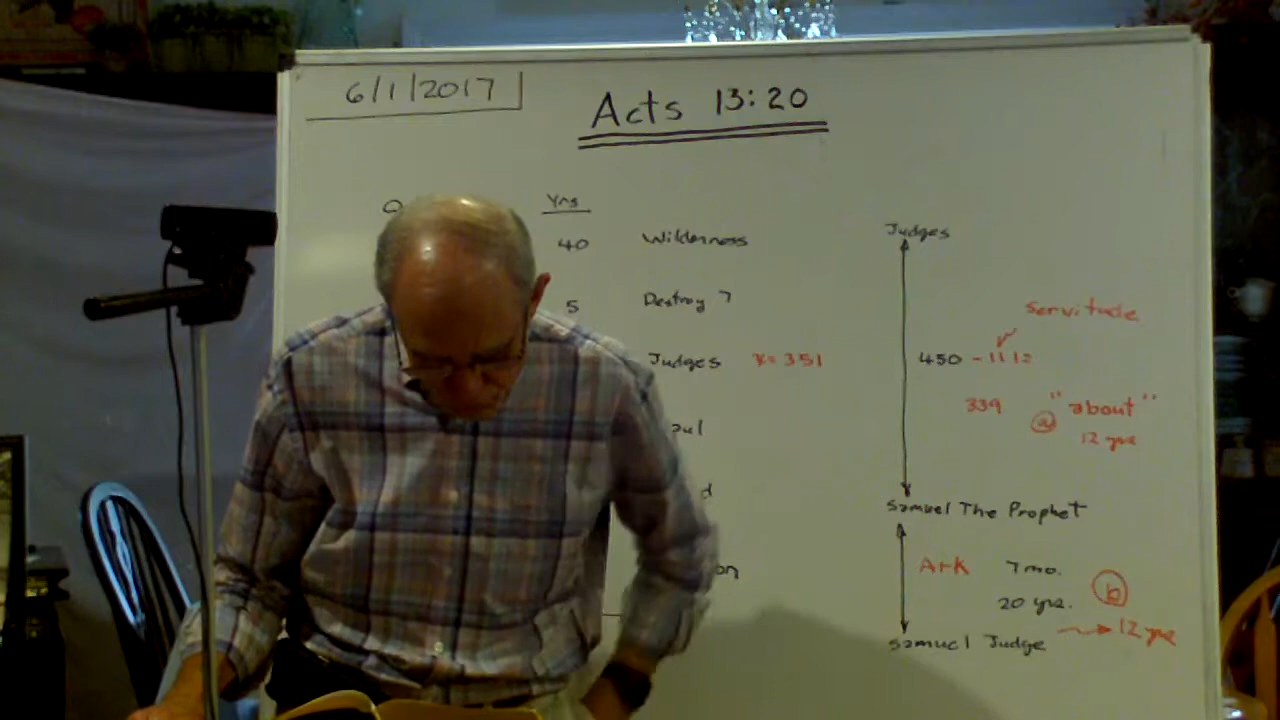 6/1/2017
Acts 13:20
Yrs
40 Wilderness
5 Destroy 7
Judges x=351
Judges
servitude
450 - 111=
339 "about"
a 12 yrs
Samuel The Prophet
Ark 7mo.
20 yrs. b
Samuel Judge → 12 yrs